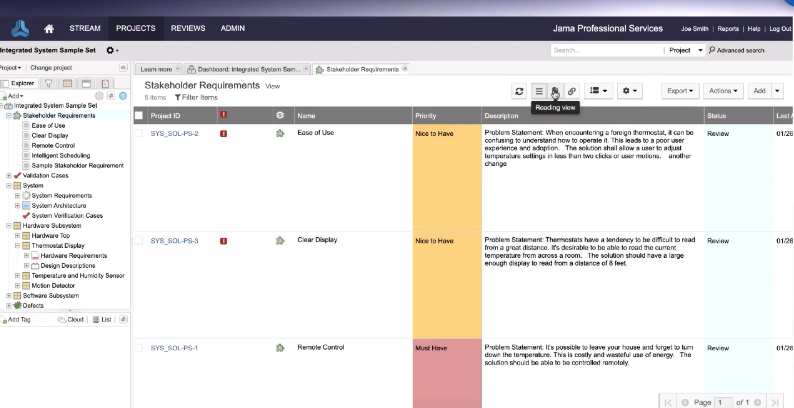 STREAM PROJECTS REVIEWS ADMIN
Jama Professional Services Joe Smith | Reports | Help | Log Out
Integrated System Sample Set
Search... Project Advanced search
Project Change project
Learn more Dashboard: Integrated System Sam... Stakeholder Requirements
Explorer
Add
Integrated System Sample Set
Stakeholder Requirements
Ease of Use
Clear Display
Remote Control
Intelligent Scheduling
Sample Stakeholder Requirement
Validation Cases
System
System Requirements
System Architecture
System Verification Cases
Hardware Subsystem
Hardware Top
Thermostat Display
Hardware Requirements
Design Descriptions
Temperature and Humidity Sensor
Motion Detector
Software Subsystem
Defects
Add Tag Cloud | List
Stakeholder Requirements View
6 items Filter Items
Export Actions Add
Reading view
Project ID Name Priority Description Status Last A
SYS_SOL-PS-2 Ease of Use Nice to Have Problem Statement: When encountering a foreign thermostat, it can be Review 01/26
confusing to understand how to operate it. This leads to a poor user
experience and adoption. The solution shall allow a user to adjust
temperature settings in less than two clicks or user motions. another
change
SYS_SOL-PS-3 Clear Display Nice to Have Problem Statement: Thermostats have a tendency to be difficult to read Review 01/26
from a great distance. It's desirable to be able to read the current
temperature from across a room. The solution should have a large
enough display to read from a distance of 8 feet.
SYS_SOL-PS-1 Remote Control Must Have Problem Statement: It's possible to leave your house and forget to turn Review 01/26
down the temperature. This is costly and wasteful use of energy. The
solution should be able to be controlled remotely.
Page 1 of 1